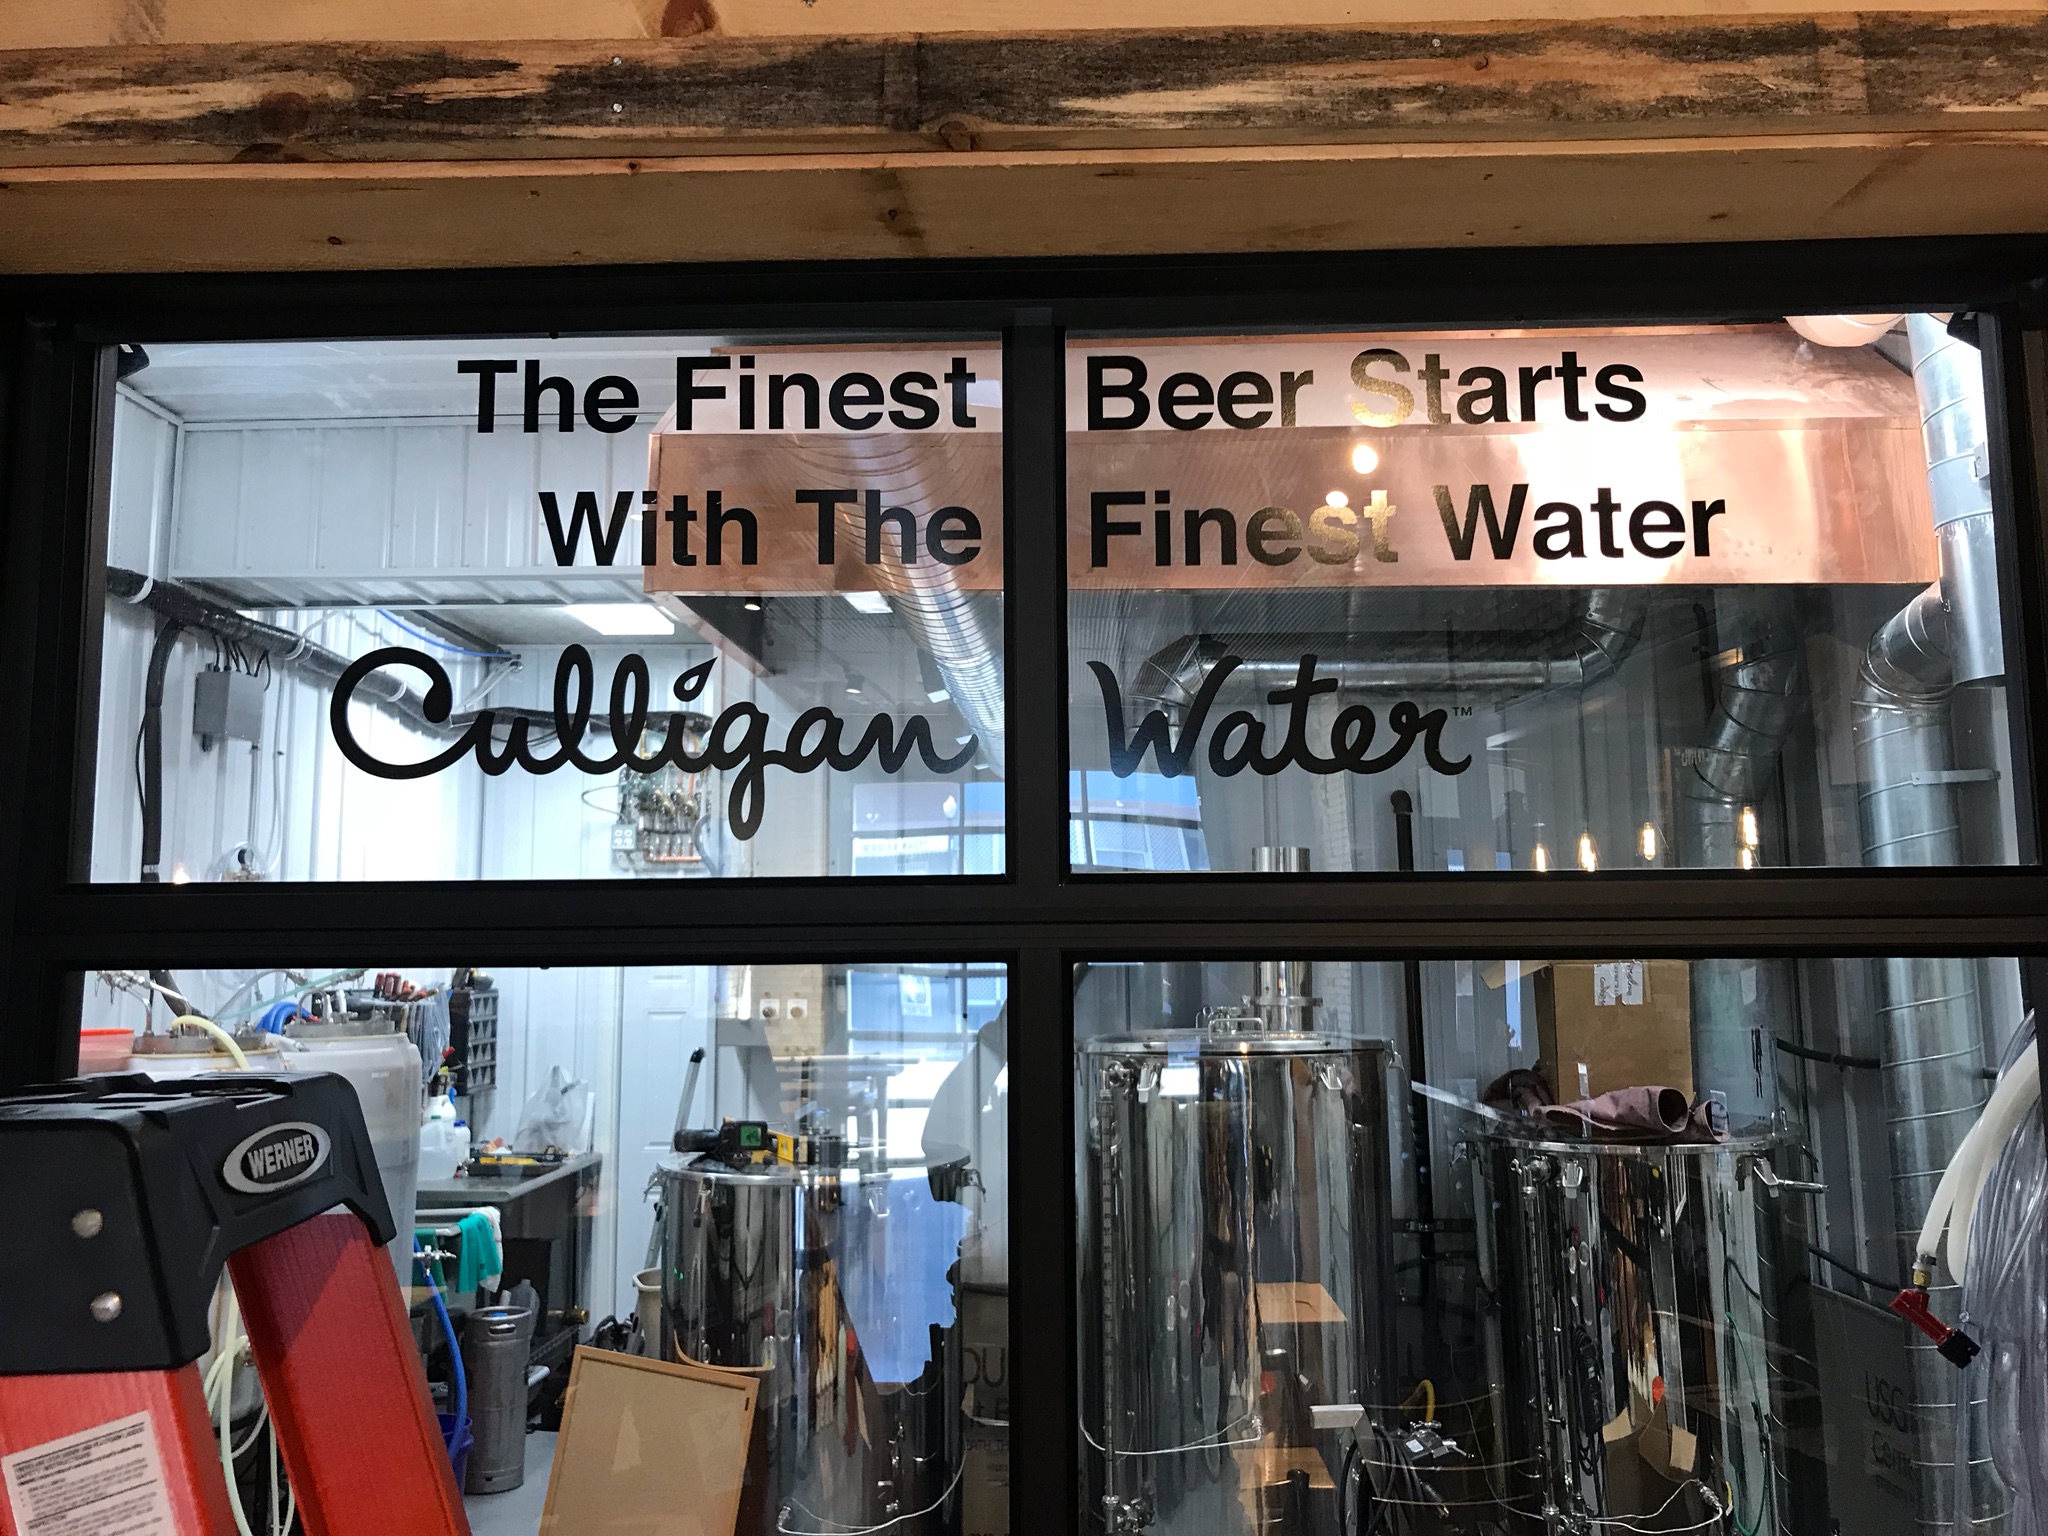 The Finest Beer Starts
With The Finest Water
Culligan Water™
WERNER